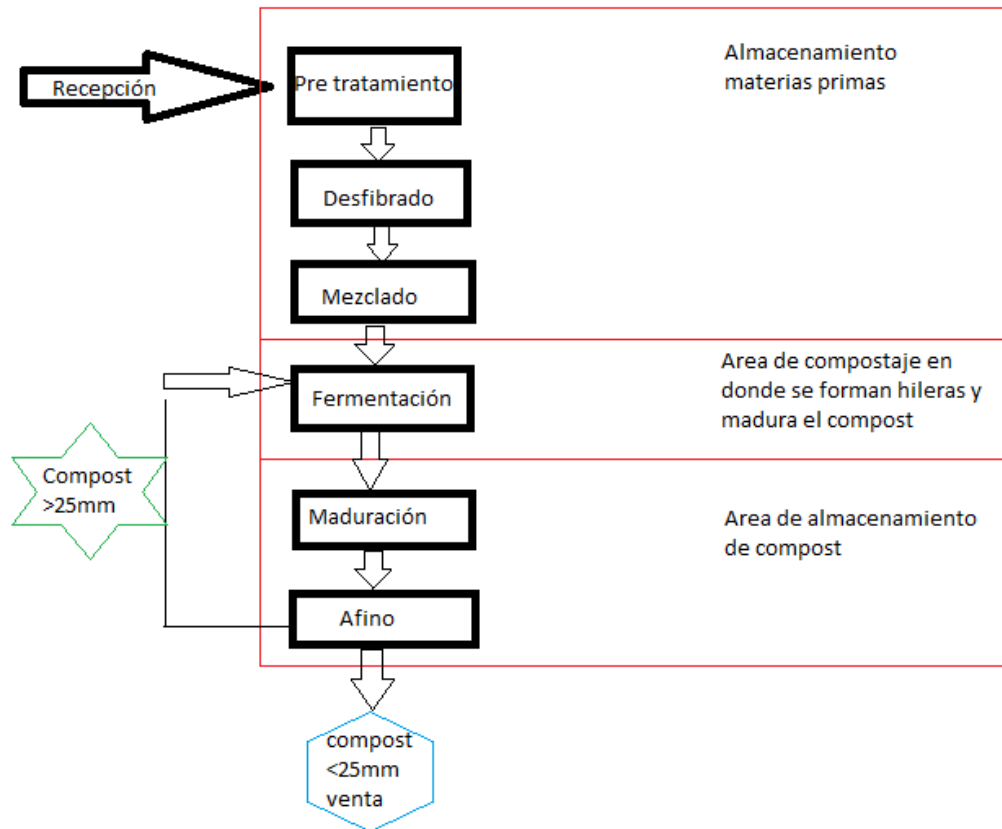 Recepción
Pre tratamiento
Almacenamiento
materias primas
Desfibrado
Mezclado
Fermentación
Area de compostaje en
donde se forman hileras y
madura el compost
Compost
>25mm
Maduración
Area de almacenamiento
de compost
Afino
compost
<25mm
venta